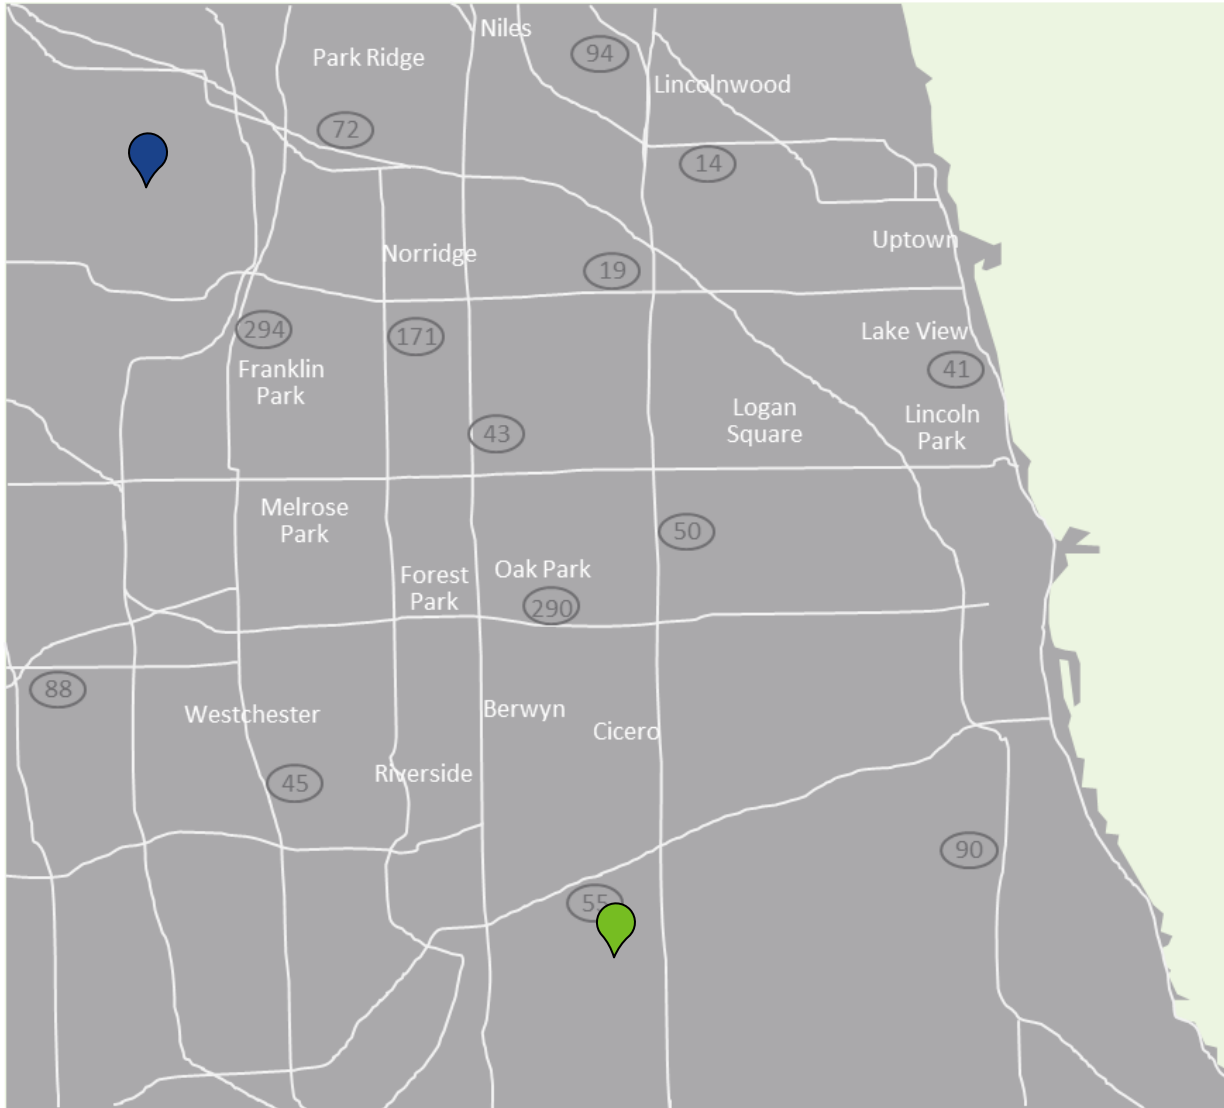 Niles
Park Ridge
94
Lincolnwood
72
14
Uptown
Norridge
19
294
171
Lake View
Franklin
Park
41
Logan
Square
Lincoln
Park
43
Melrose
Park
50
Oak Park
Forest
Park
290
88
Westchester
Berwyn
Cicero
Riverside
45
90
55